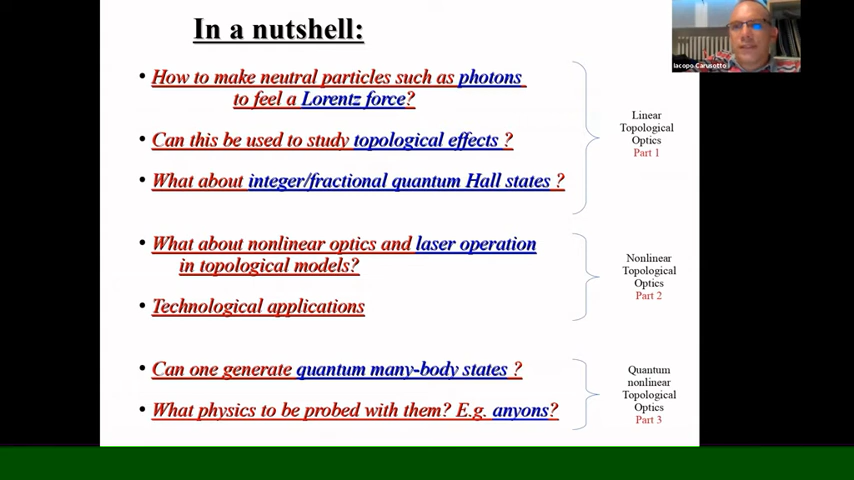 In a nutshell:
Iacopo Carusotto
• How to make neutral particles such as photons
to feel a Lorentz force?
• Can this be used to study topological effects ?
• What about integer/fractional quantum Hall states ?
Linear
Topological
Optics
Part 1
• What about nonlinear optics and laser operation
in topological models?
• Technological applications
Nonlinear
Topological
Optics
Part 2
• Can one generate quantum many-body states ?
• What physics to be probed with them? E.g. anyons?
Quantum
nonlinear
Topological
Optics
Part 3